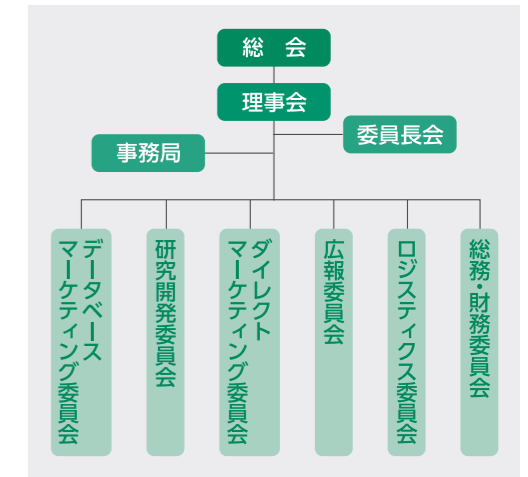 総　会
理事会
委員長会
事務局
データベース
マーケティング委員会
研究開発委員会
ダイレクト
マーケティング委員会
広報委員会
ロジスティクス委員会
総務・財務委員会